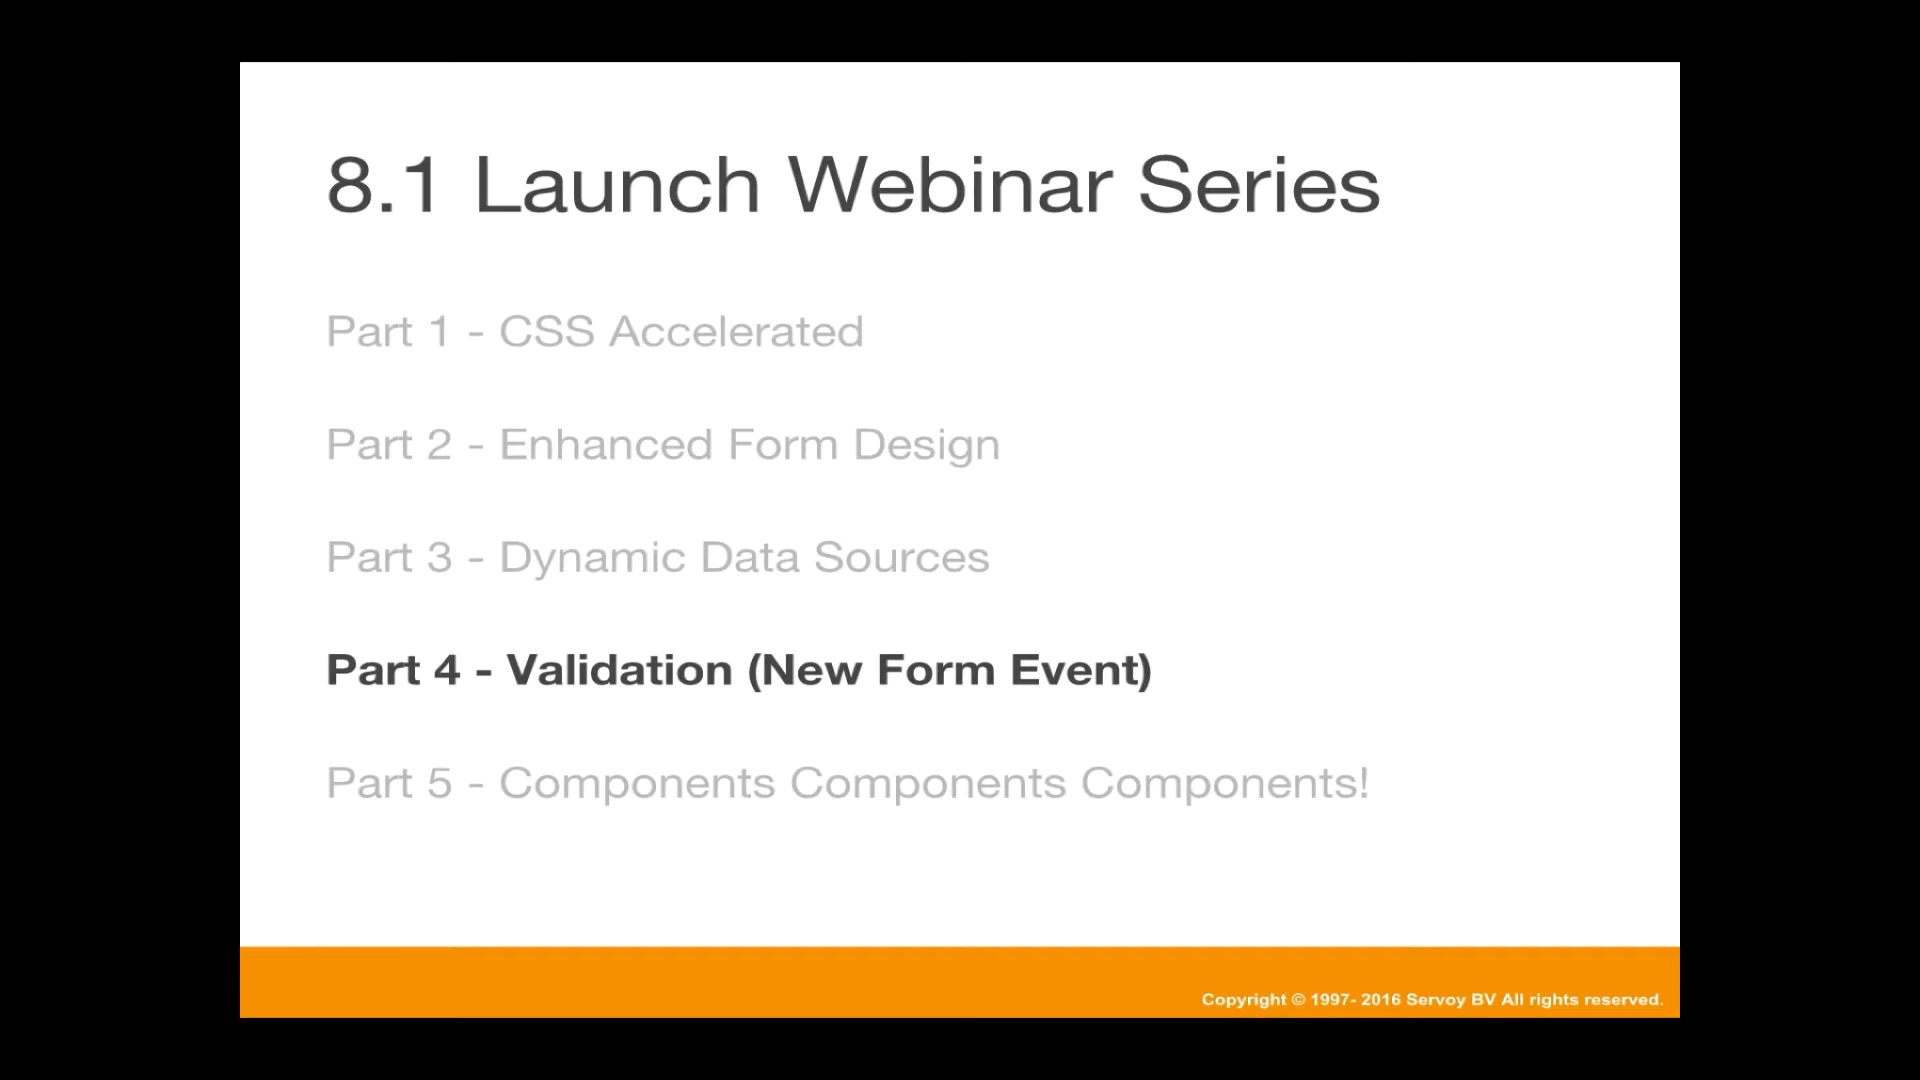 8.1 Launch Webinar Series
Part 1 - CSS Accelerated
Part 2 - Enhanced Form Design
Part 3 - Dynamic Data Sources
Part 4 - Validation (New Form Event)
Part 5 - Components Components Components!
Copyright © 1997- 2016 Servoy BV All rights reserved.